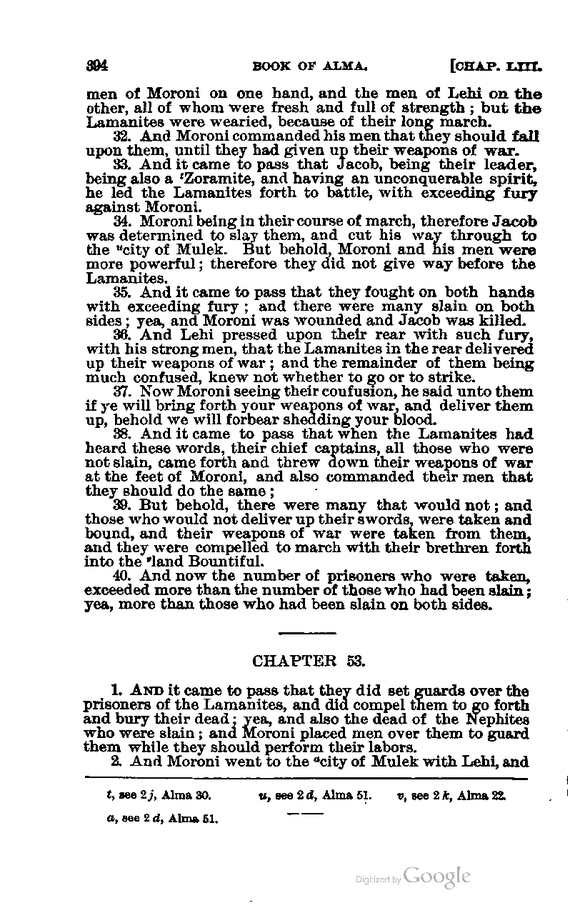 394 BOOK OF ALMA. [CHAP. LIII.
men of Moroni on one hand, and the men of Lehi on the
other, all of whom were fresh and full of strength; but the
Lamanites were wearied, because of their long march.
32. And Moroni commanded his men that they should fall
upon them, until they had given up their weapons of war.
33. And it came to pass that Jacob, being their leader,
being also a tZoramite, and having an unconquerable spirit,
he led the Lamanites forth to battle, with exceeding fury
against Moroni.
34. Moroni being in their course of march, therefore Jacob
was determined to slay them, and cut his way through to
the ucity of Mulek. But behold, Moroni and his men were
more powerful; therefore they did not give way before the
Lamanites.
35. And it came to pass that they fought on both hands
with exceeding fury; and there were many slain on both
sides; yea, and Moroni was wounded and Jacob was killed.
36. And Lehi pressed upon their rear with such fury,
with his strong men, that the Lamanites in the rear delivered
up their weapons of war; and the remainder of them being
much confused, knew not whether to go or to strike.
37. Now Moroni seeing their coufusion, he said unto them
if ye will bring forth your weapons of war, and deliver them
up, behold we will forbear shedding your blood.
38. And it came to pass that when the Lamanites had
heard these words, their chief captains, all those who were
not slain, came forth and threw down their weapons of war
at the feet of Moroni, and also commanded their men that
they should do the same;
39. But behold, there were many that would not; and
those who would not deliver up their swords, were taken and
bound, and their weapons of war were taken from them,
and they were compelled to march with their brethren forth
into the vland Bountiful.
40. And now the number of prisoners who were taken,
exceeded more than the number of those who had been slain;
yea, more than those who had been slain on both sides.
CHAPTER 53.
1. AND it came to pass that they did set guards over the
prisoners of the Lamanites, and did compel them to go forth
and bury their dead; yea, and also the dead of the Nephites
who were slain; and Moroni placed men over them to guard
them while they should perform their labors.
2. And Moroni went to the acity of Mulek with Lehi, and
t, see 2 j, Alma 30. u, see 2 d, Alma 51. v, see 2 k, Alma 22.
a, see 2 d, Alma 51.
Digitized by Google